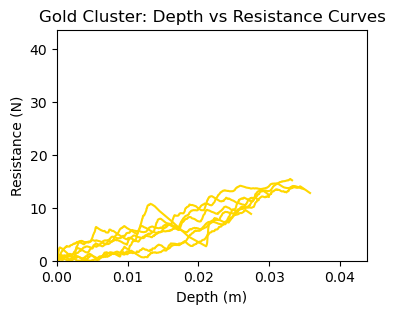 Gold Cluster: Depth vs Resistance Curves
Resistance (N)
40
30
20
10
0
0.00 0.01 0.02 0.03 0.04
Depth (m)